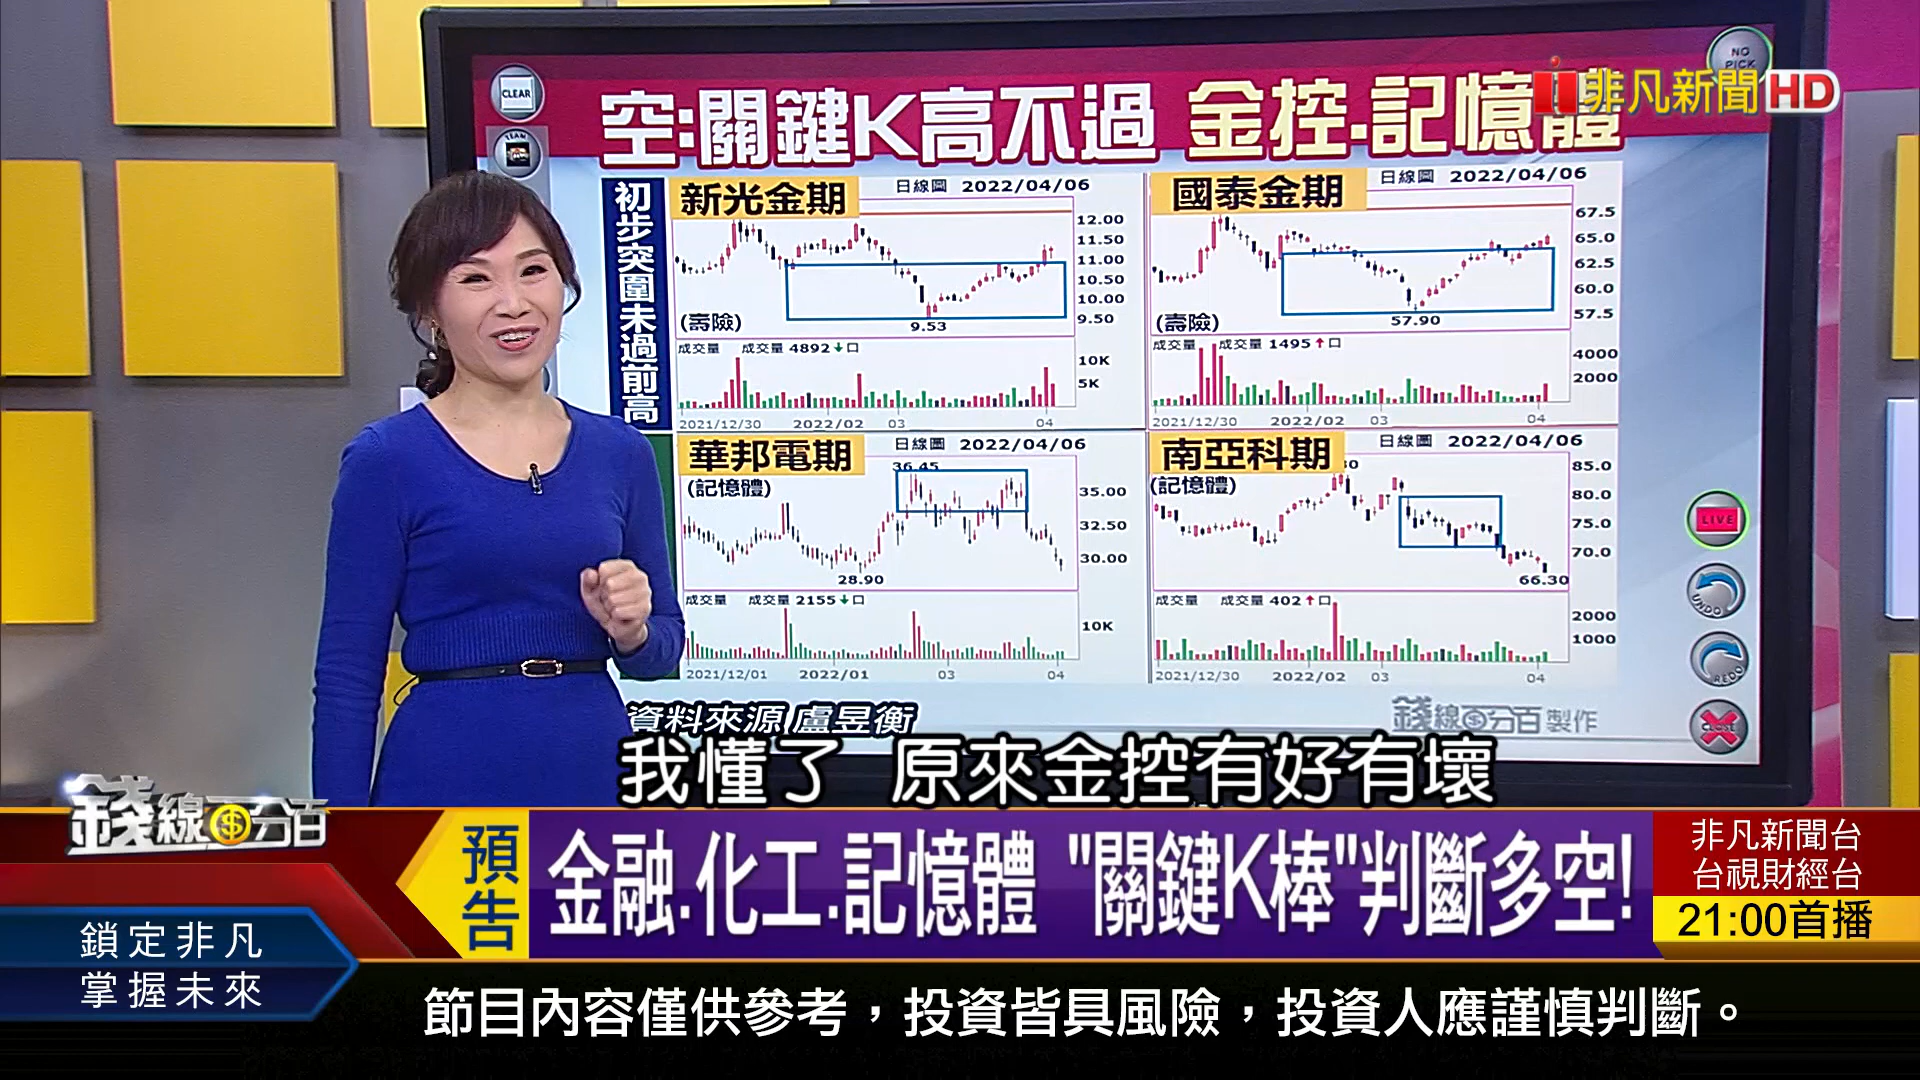 CLEAR
TEAM
NO
PICK
非凡新聞HD
空:關鍵K高不過 金控.記憶體
初步突圍未過前高
新光金期
日線圖 2022/04/06
12.00
11.50
11.00
10.50
10.00
9.50
(壽險)
9.53
成交量 成交量 4892↓口
10K
5K
2021/12/30 2022/02 03 04
國泰金期
日線圖 2022/04/06
67.5
65.0
62.5
60.0
57.5
(壽險)
57.90
成交量 成交量 1495↑口
4000
2000
2021/12/30 2022/02 03 04
華邦電期
日線圖 2022/04/06
36.45
(記憶體)
35.00
32.50
30.00
28.90
成交量 成交量 2155↓口
10K
2021/12/01 2022/01 03 04
南亞科期
日線圖 2022/04/06
(記憶體)
85.0
80.0
75.0
70.0
66.30
成交量 成交量 402↑口
2000
1000
2021/12/30 2022/02 03 04
LIVE
UNDO
REDO
CLOSE
資料來源 盧昱衡
錢線百分百 製作
我懂了 原來金控有好有壞
錢線百分百
預告
金融.化工.記憶體 "關鍵K棒"判斷多空!
非凡新聞台
台視財經台
21:00首播
鎖定非凡
掌握未來
節目內容僅供參考，投資皆具風險，投資人應謹慎判斷。